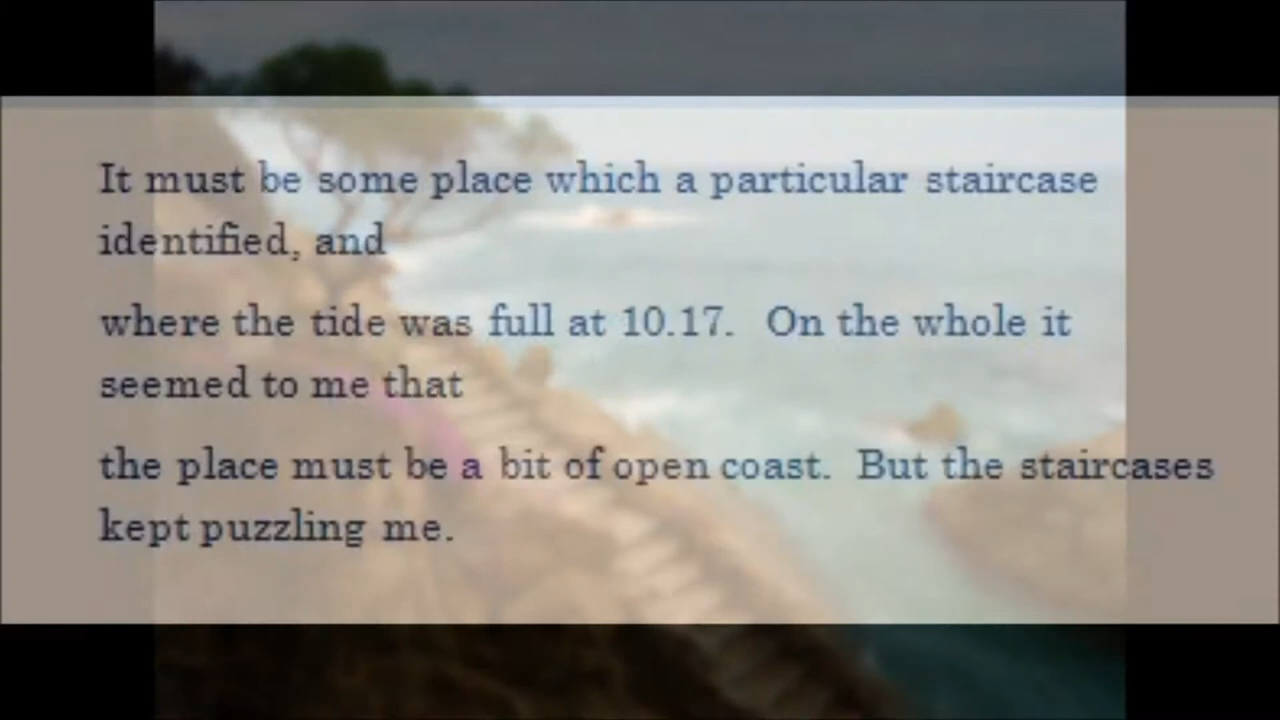 It must be some place which a particular staircase
identified, and
where the tide was full at 10.17.  On the whole it
seemed to me that
the place must be a bit of open coast.  But the staircases
kept puzzling me.